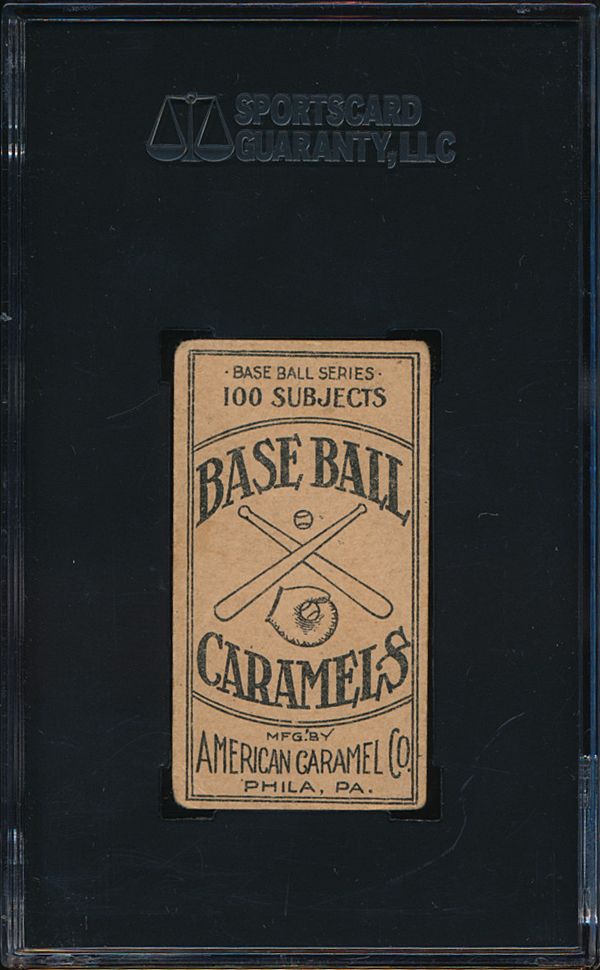 SPORTSCARD
GUARANTY, LLC
·BASE BALL SERIES·
100 SUBJECTS
BASE BALL
CARAMELS
MFG. BY
AMERICAN CARAMEL CO.
PHILA, PA.